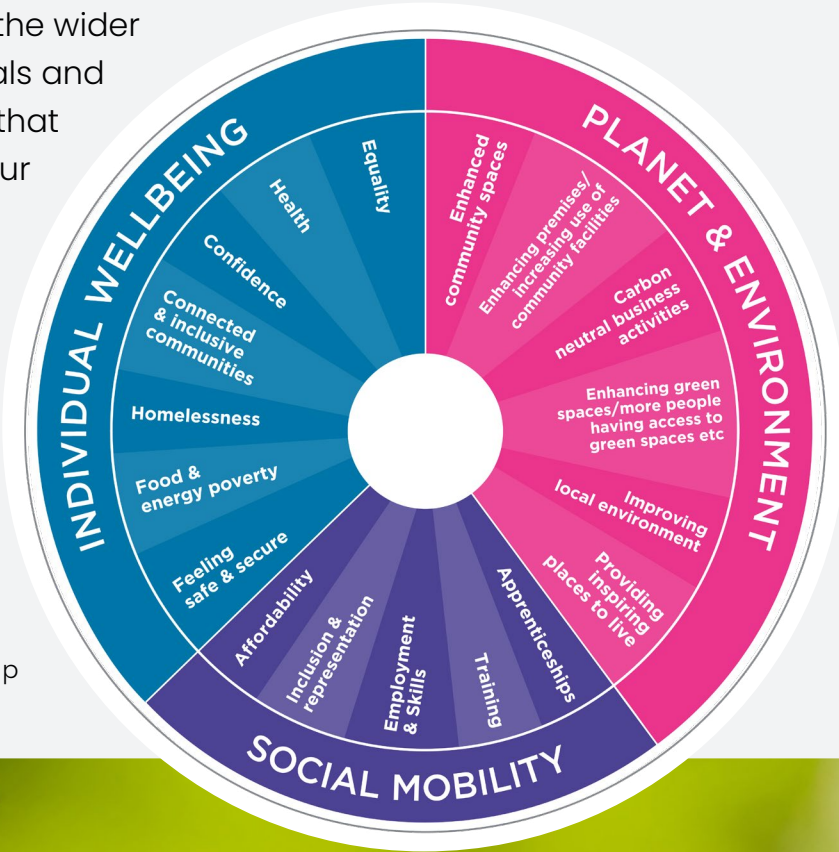 the wider
als and
that
ur
p
INDIVIDUAL WELLBEING
Equality
Health
Confidence
Connected
& inclusive
communities
Homelessness
Food &
energy poverty
Feeling
safe & secure
PLANET & ENVIRONMENT
Enhanced
community spaces
Enhancing premises/
increasing use of
community facilities
Carbon
neutral business
activities
Enhancing green
spaces/more people
having access to
green spaces etc
Improving
local environment
Providing
inspiring
places to live
SOCIAL MOBILITY
Affordability
Inclusion &
representation
Employment
& Skills
Training
Apprenticeships